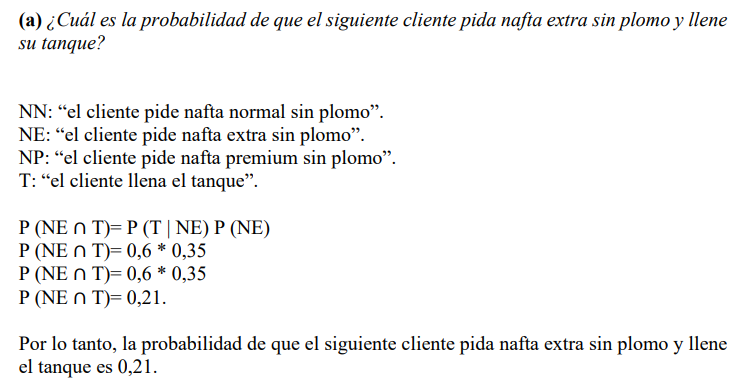 (a) ¿Cuál es la probabilidad de que el siguiente cliente pida nafta extra sin plomo y llene
su tanque?
NN: “el cliente pide nafta normal sin plomo”.
NE: “el cliente pide nafta extra sin plomo”.
NP: “el cliente pide nafta premium sin plomo”.
T: “el cliente llena el tanque”.
P (NE ∩ T)= P (T | NE) P (NE)
P (NE ∩ T)= 0,6 * 0,35
P (NE ∩ T)= 0,6 * 0,35
P (NE ∩ T)= 0,21.
Por lo tanto, la probabilidad de que el siguiente cliente pida nafta extra sin plomo y llene
el tanque es 0,21.